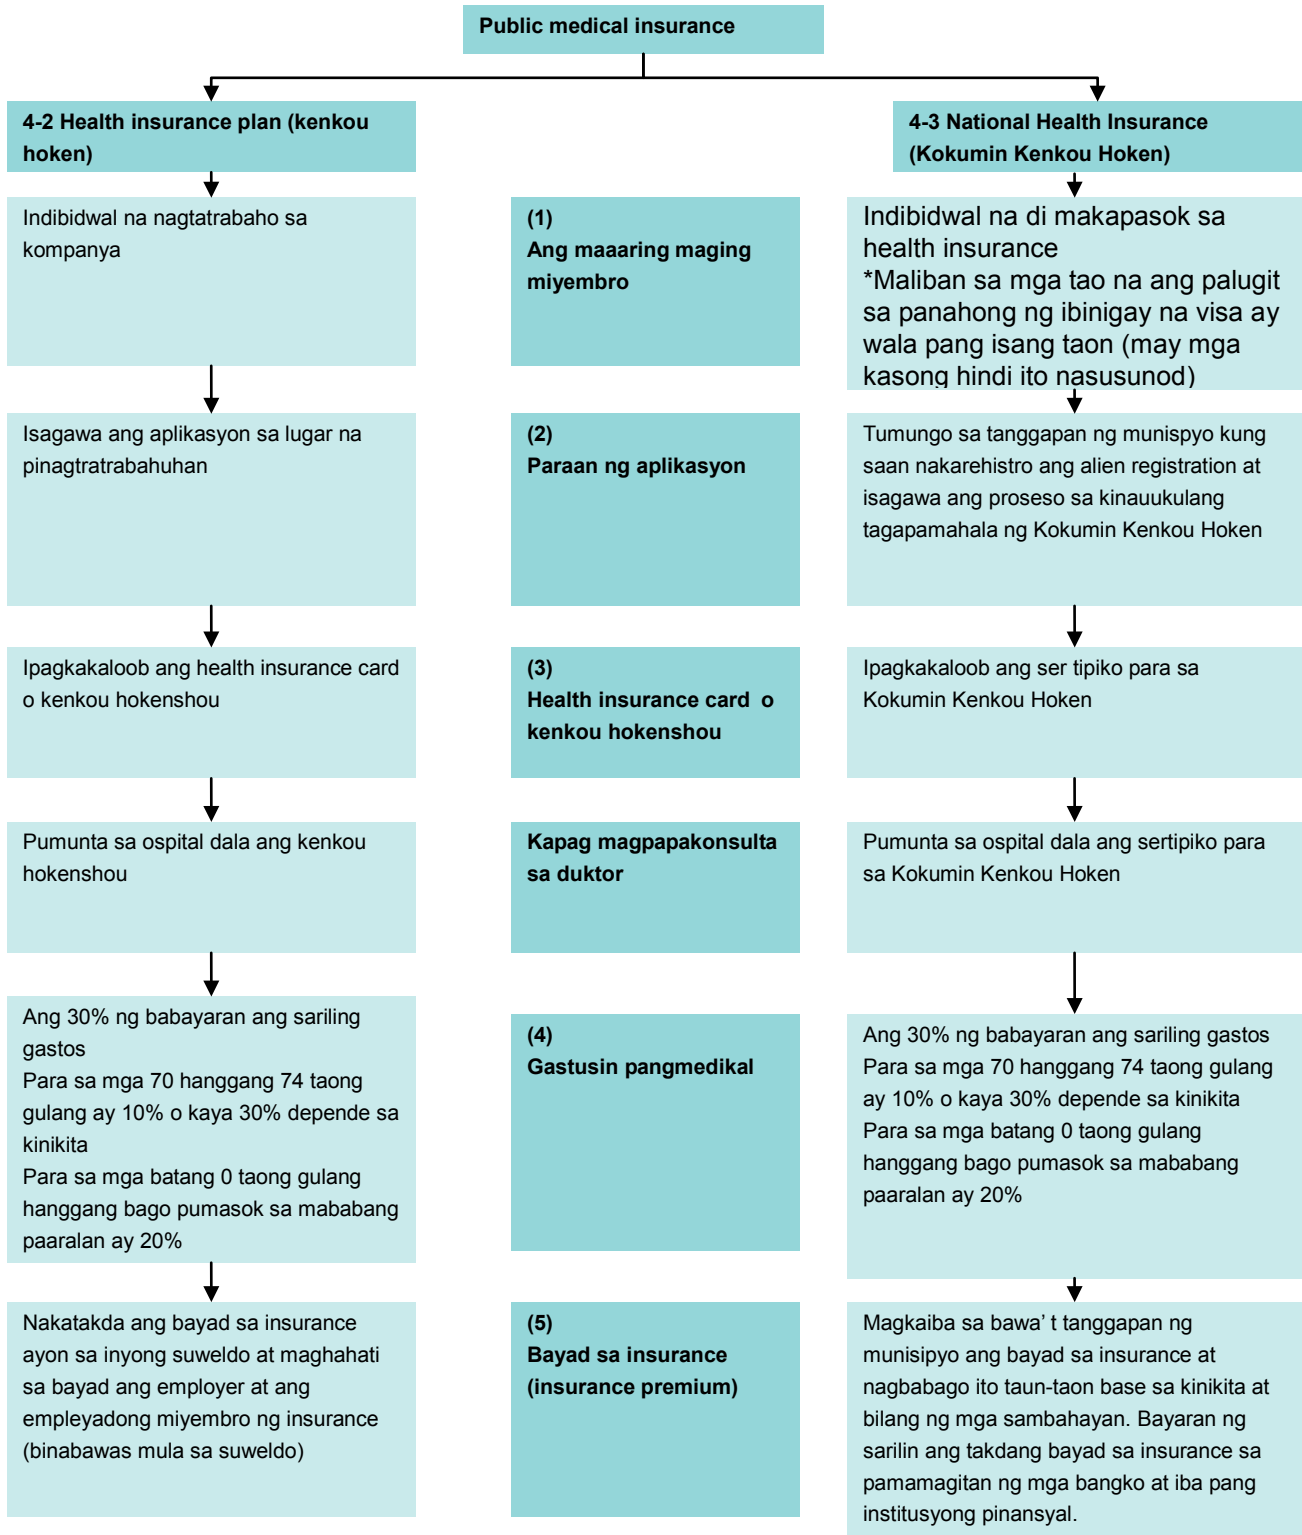 Public medical insurance
4-2 Health insurance plan (kenkou
hoken)
4-3 National Health Insurance
(Kokumin Kenkou Hoken)
Indibidwal na nagtatrabaho sa
kompanya
(1)
Ang maaaring maging
miyembro
Indibidwal na di makapasok sa
health insurance
*Maliban sa mga tao na ang palugit
sa panahong ng ibinigay na visa ay
wala pang isang taon (may mga
kasong hindi ito nasusunod)
Isagawa ang aplikasyon sa lugar na
pinagtratrabahuhan
(2)
Paraan ng aplikasyon
Tumungo sa tanggapan ng munispyo kung
saan nakarehistro ang alien registration at
isagawa ang proseso sa kinauukulang
tagapamahala ng Kokumin Kenkou Hoken
Ipagkakaloob ang health insurance card
o kenkou hokenshou
(3)
Health insurance card o
kenkou hokenshou
Ipagkakaloob ang ser tipiko para sa
Kokumin Kenkou Hoken
Pumunta sa ospital dala ang kenkou
hokenshou
Kapag magpapakonsulta
sa duktor
Pumunta sa ospital dala ang sertipiko para
sa Kokumin Kenkou Hoken
Ang 30% ng babayaran ang sariling
gastos
Para sa mga 70 hanggang 74 taong
gulang ay 10% o kaya 30% depende sa
kinikita
Para sa mga batang 0 taong gulang
hanggang bago pumasok sa mababang
paaralan ay 20%
(4)
Gastusin pangmedikal
Ang 30% ng babayaran ang sariling gastos
Para sa mga 70 hanggang 74 taong gulang
ay 10% o kaya 30% depende sa kinikita
Para sa mga batang 0 taong gulang
hanggang bago pumasok sa mababang
paaralan ay 20%
Nakatakda ang bayad sa insurance
ayon sa inyong suweldo at maghahati
sa bayad ang employer at ang
empleyadong miyembro ng insurance
(binabawas mula sa suweldo)
(5)
Bayad sa insurance
(insurance premium)
Magkaiba sa bawa’ t tanggapan ng
munisipyo ang bayad sa insurance at
nagbabago ito taun-taon base sa kinikita at
bilang ng mga sambahayan. Bayaran ng
sarilin ang takdang bayad sa insurance sa
pamamagitan ng mga bangko at iba pang
institusyong pinansyal.